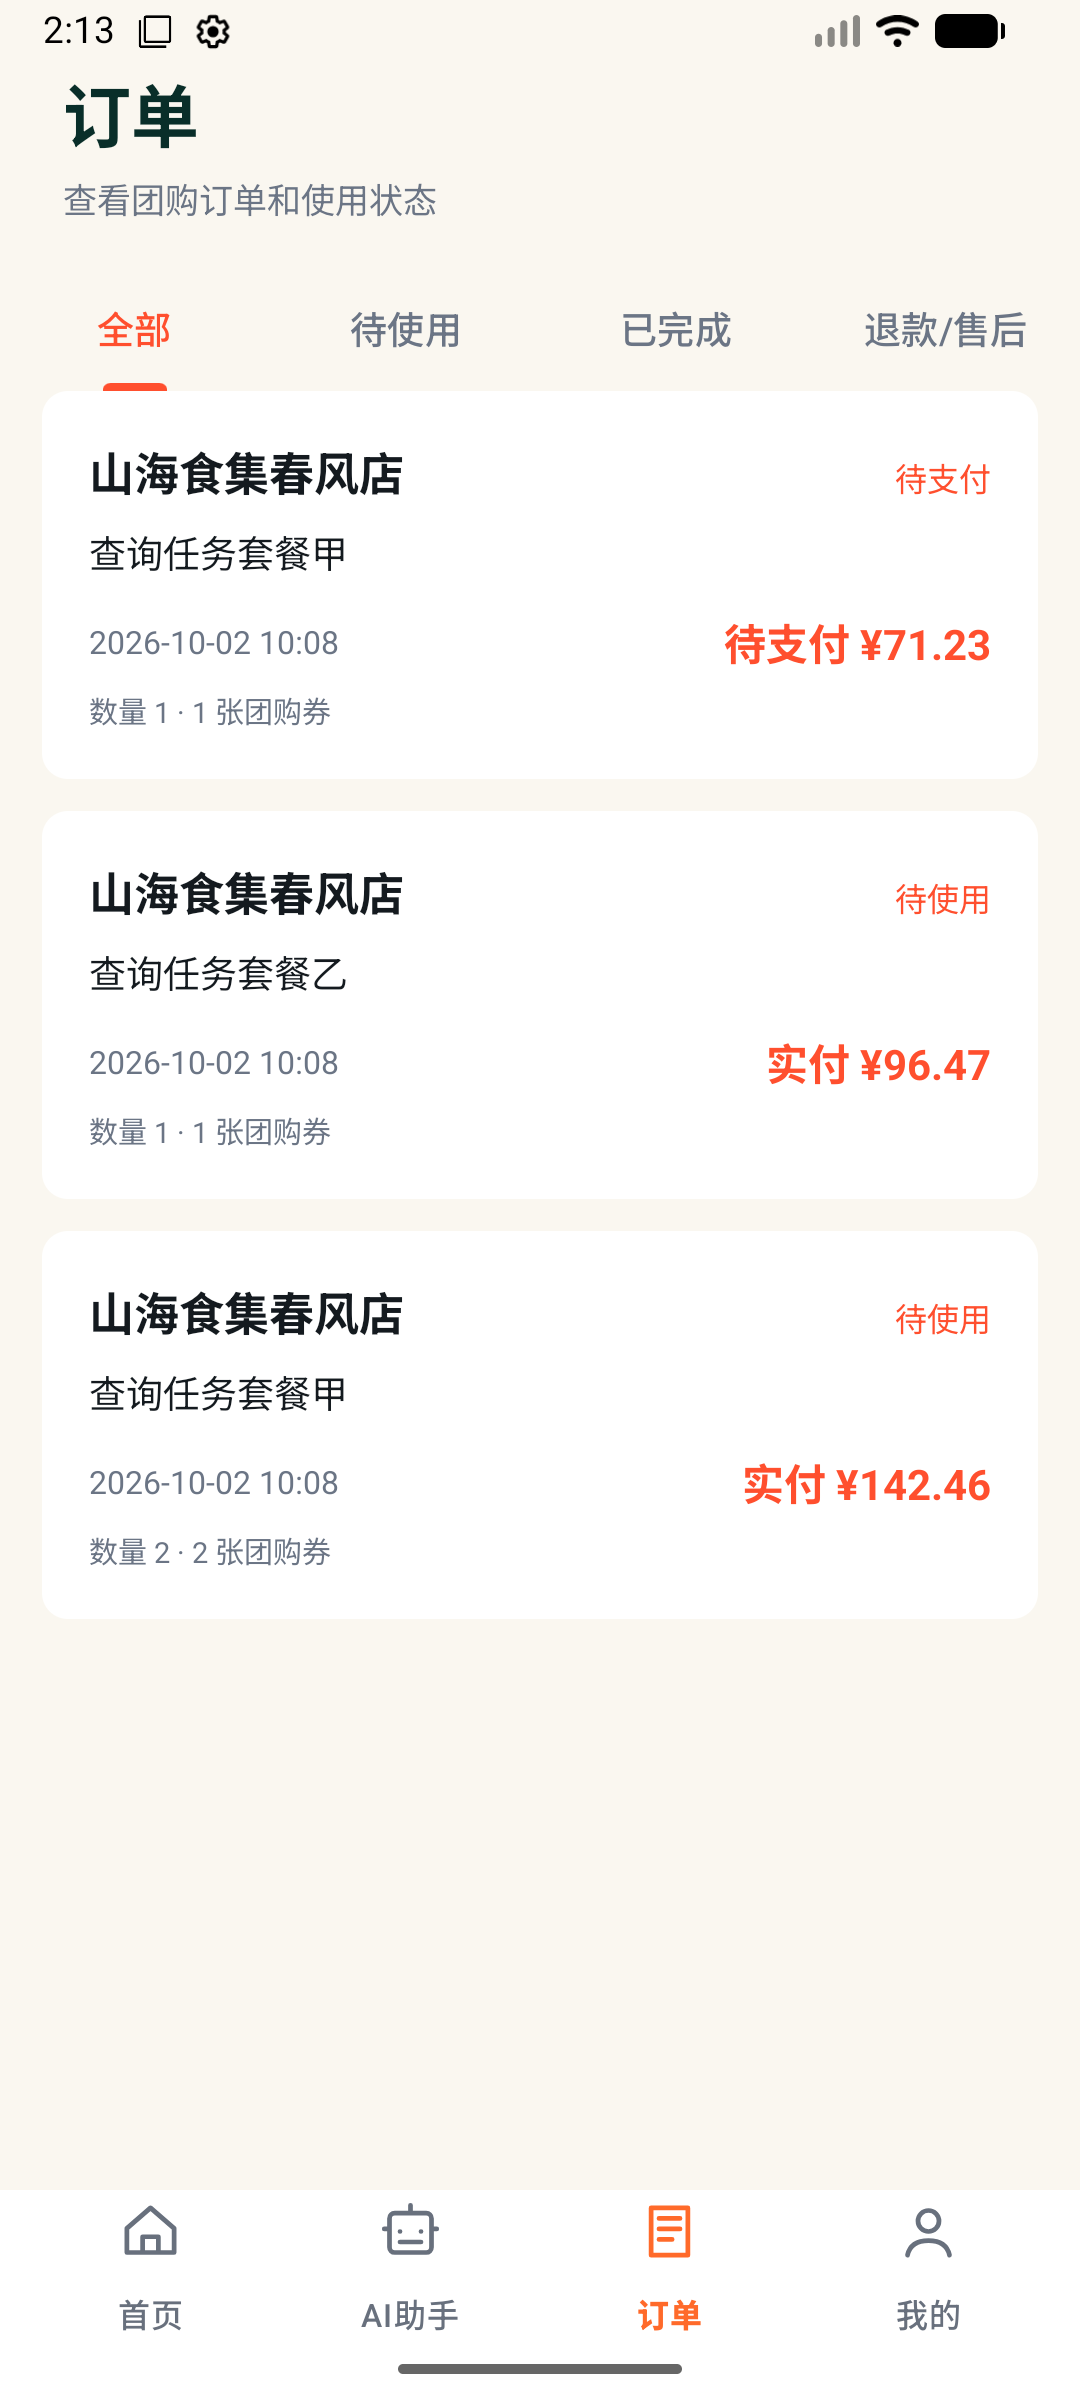 2:13
订单
查看团购订单和使用状态
全部 待使用 已完成 退款/售后
山海食集春风店 待支付
查询任务套餐甲
2026-10-02 10:08 待支付 ¥71.23
数量 1 · 1 张团购券
山海食集春风店 待使用
查询任务套餐乙
2026-10-02 10:08 实付 ¥96.47
数量 1 · 1 张团购券
山海食集春风店 待使用
查询任务套餐甲
2026-10-02 10:08 实付 ¥142.46
数量 2 · 2 张团购券
首页 AI助手 订单 我的